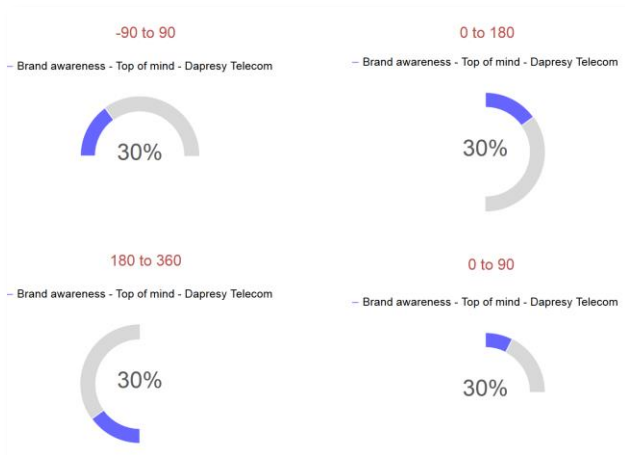 -90 to 90
Brand awareness - Top of mind - Dapresy Telecom
30%
0 to 180
Brand awareness - Top of mind - Dapresy Telecom
30%
180 to 360
Brand awareness - Top of mind - Dapresy Telecom
30%
0 to 90
Brand awareness - Top of mind - Dapresy Telecom
30%